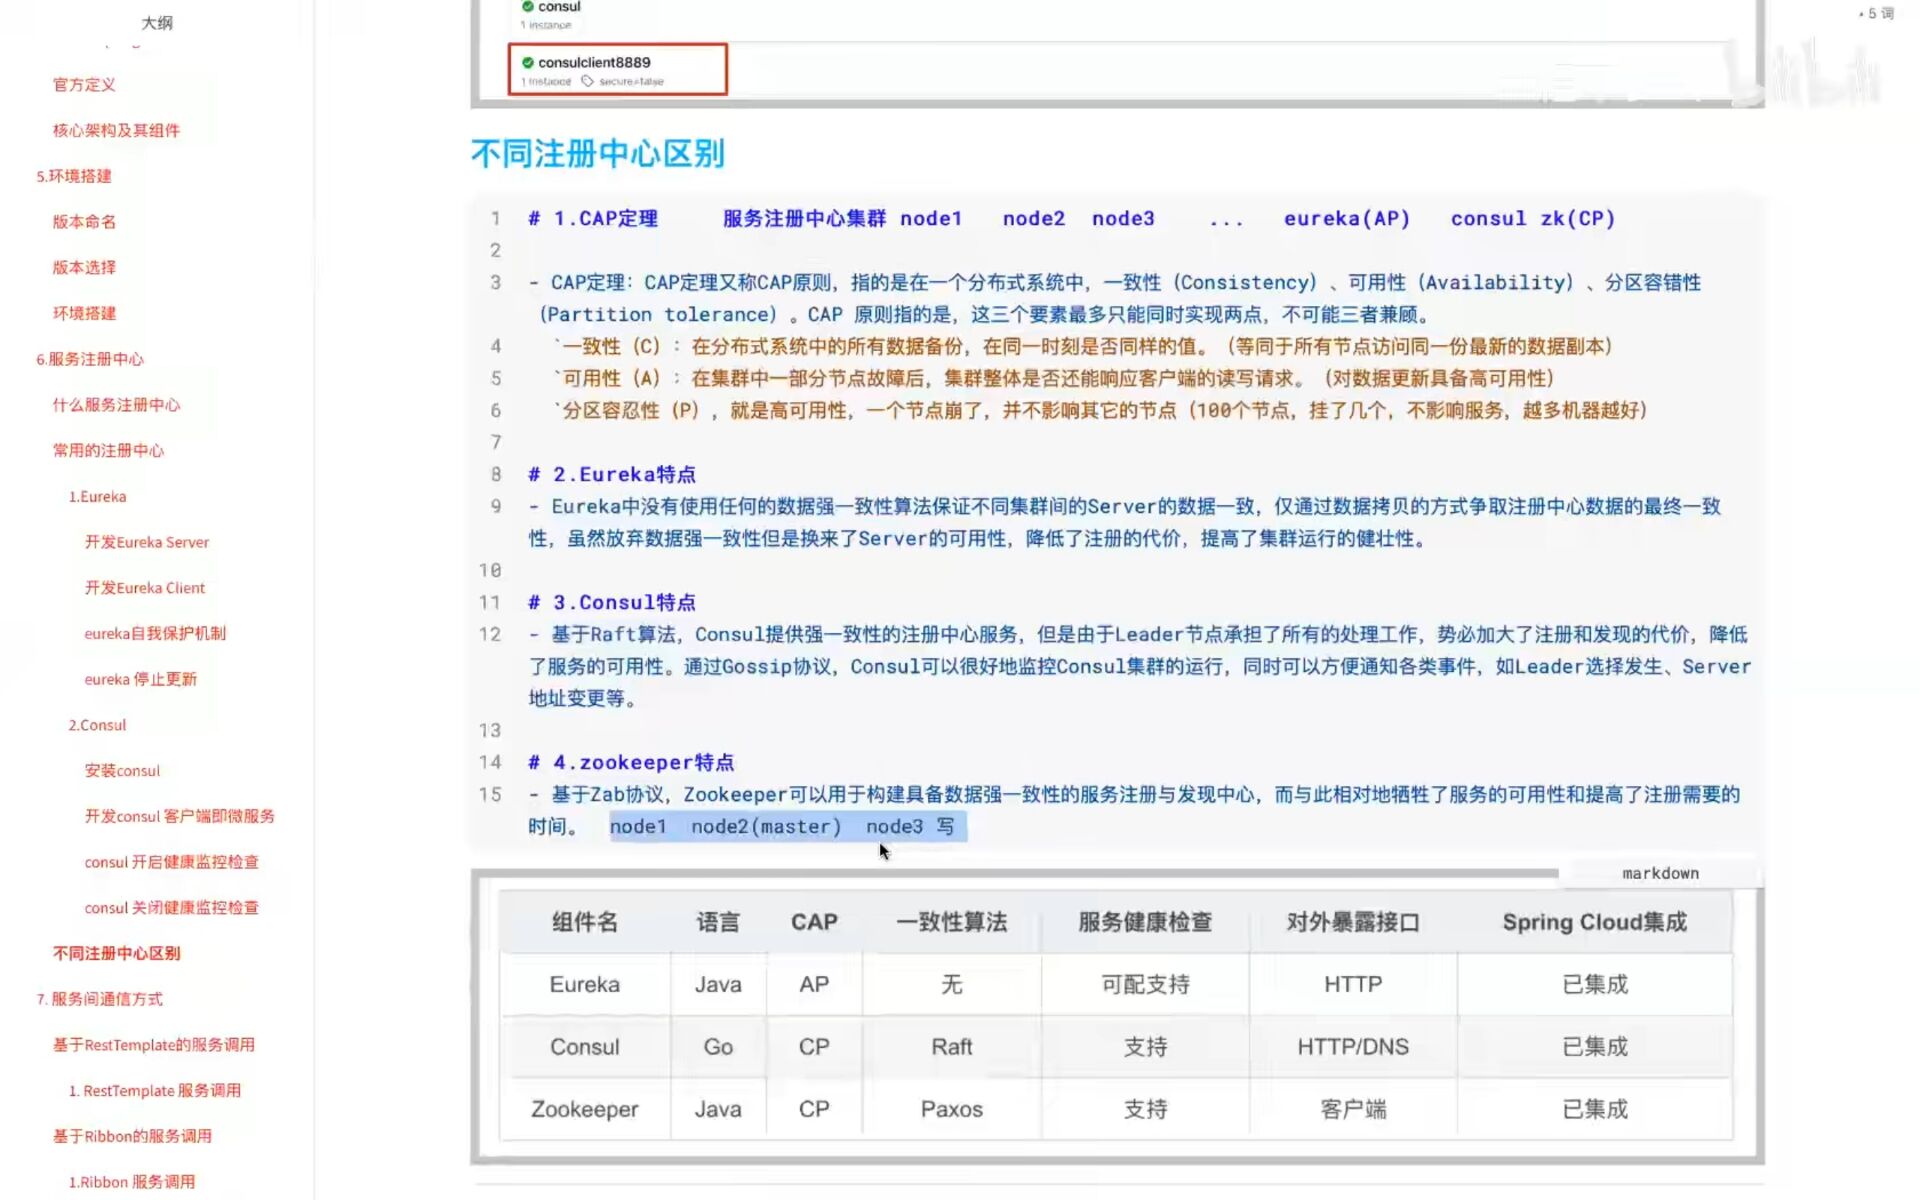 大纲
官方定义
核心架构及其组件
5.环境搭建
版本命名
版本选择
环境搭建
6.服务注册中心
什么服务注册中心
常用的注册中心
1.Eureka
开发Eureka Server
开发Eureka Client
eureka自我保护机制
eureka 停止更新
2.Consul
安装consul
开发consul 客户端即微服务
consul 开启健康监控检查
consul 关闭健康监控检查
不同注册中心区别
7. 服务间通信方式
基于RestTemplate的服务调用
1. RestTemplate 服务调用
基于Ribbon的服务调用
1.Ribbon 服务调用
5 词
consul
1 instance
consulclient8889
1 instance secure=false
bilibili
不同注册中心区别
1 # 1.CAP定理 服务注册中心集群 node1 node2 node3 ... eureka(AP) consul zk(CP)
2
3 - CAP定理：CAP定理又称CAP原则，指的是在一个分布式系统中，一致性（Consistency）、可用性（Availability）、分区容错性
（Partition tolerance）。CAP 原则指的是，这三个要素最多只能同时实现两点，不可能三者兼顾。
4 `一致性（C）：在分布式系统中的所有数据备份，在同一时刻是否同样的值。（等同于所有节点访问同一份最新的数据副本）
5 `可用性（A）：在集群中一部分节点故障后，集群整体是否还能响应客户端的读写请求。（对数据更新具备高可用性）
6 `分区容忍性（P），就是高可用性，一个节点崩了，并不影响其它的节点（100个节点，挂了几个，不影响服务，越多机器越好）
7
8 # 2.Eureka特点
9 - Eureka中没有使用任何的数据强一致性算法保证不同集群间的Server的数据一致，仅通过数据拷贝的方式争取注册中心数据的最终一致
性，虽然放弃数据强一致性但是换来了Server的可用性，降低了注册的代价，提高了集群运行的健壮性。
10
11 # 3.Consul特点
12 - 基于Raft算法，Consul提供强一致性的注册中心服务，但是由于Leader节点承担了所有的处理工作，势必加大了注册和发现的代价，降低
了服务的可用性。通过Gossip协议，Consul可以很好地监控Consul集群的运行，同时可以方便通知各类事件，如Leader选择发生、Server
地址变更等。
13
14 # 4.zookeeper特点
15 - 基于Zab协议，Zookeeper可以用于构建具备数据强一致性的服务注册与发现中心，而与此相对地牺牲了服务的可用性和提高了注册需要的
时间。 node1 node2(master) node3 写
markdown
组件名 语言 CAP 一致性算法 服务健康检查 对外暴露接口 Spring Cloud集成
Eureka Java AP 无 可配支持 HTTP 已集成
Consul Go CP Raft 支持 HTTP/DNS 已集成
Zookeeper Java CP Paxos 支持 客户端 已集成